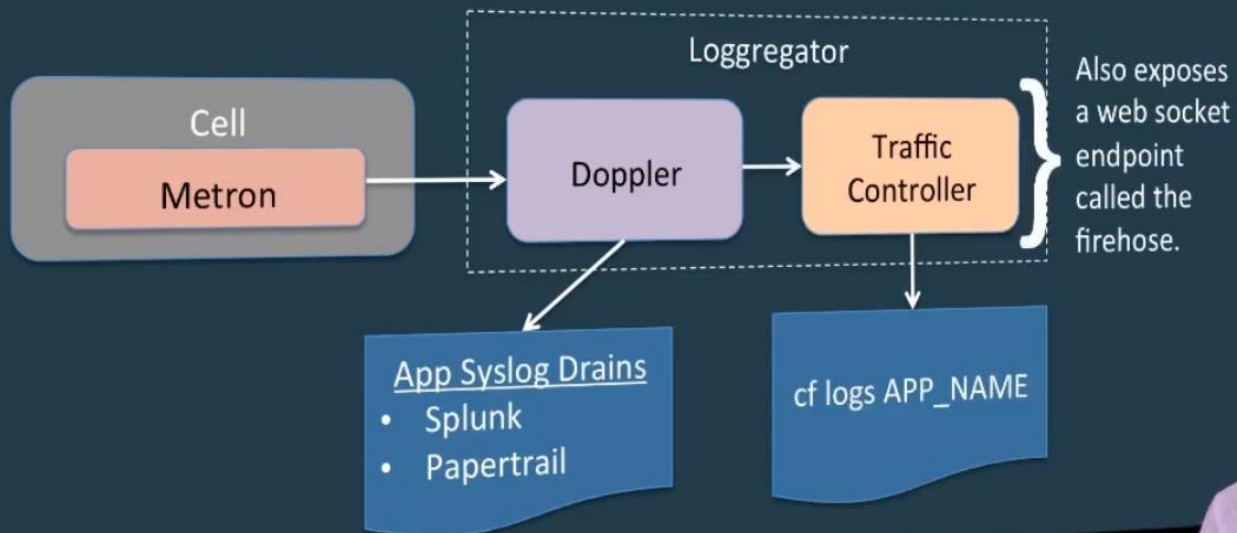 Loggregator
Cell
Metron
Doppler
Traffic
Controller
Also exposes
a web socket
endpoint
called the
firehose.
App Syslog Drains
• Splunk
• Papertrail
cf logs APP_NAME